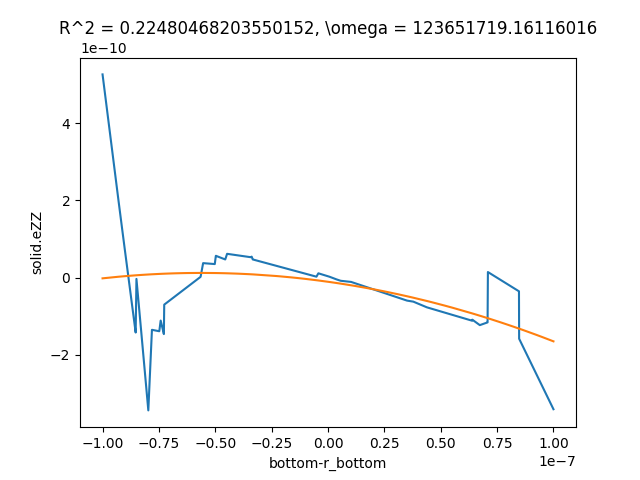 R^2 = 0.22480468203550152, \omega = 123651719.16116016
1e−10
4
2
0
−2
solid.eZZ
−1.00 −0.75 −0.50 −0.25 0.00 0.25 0.50 0.75 1.00
bottom-r_bottom
1e−7